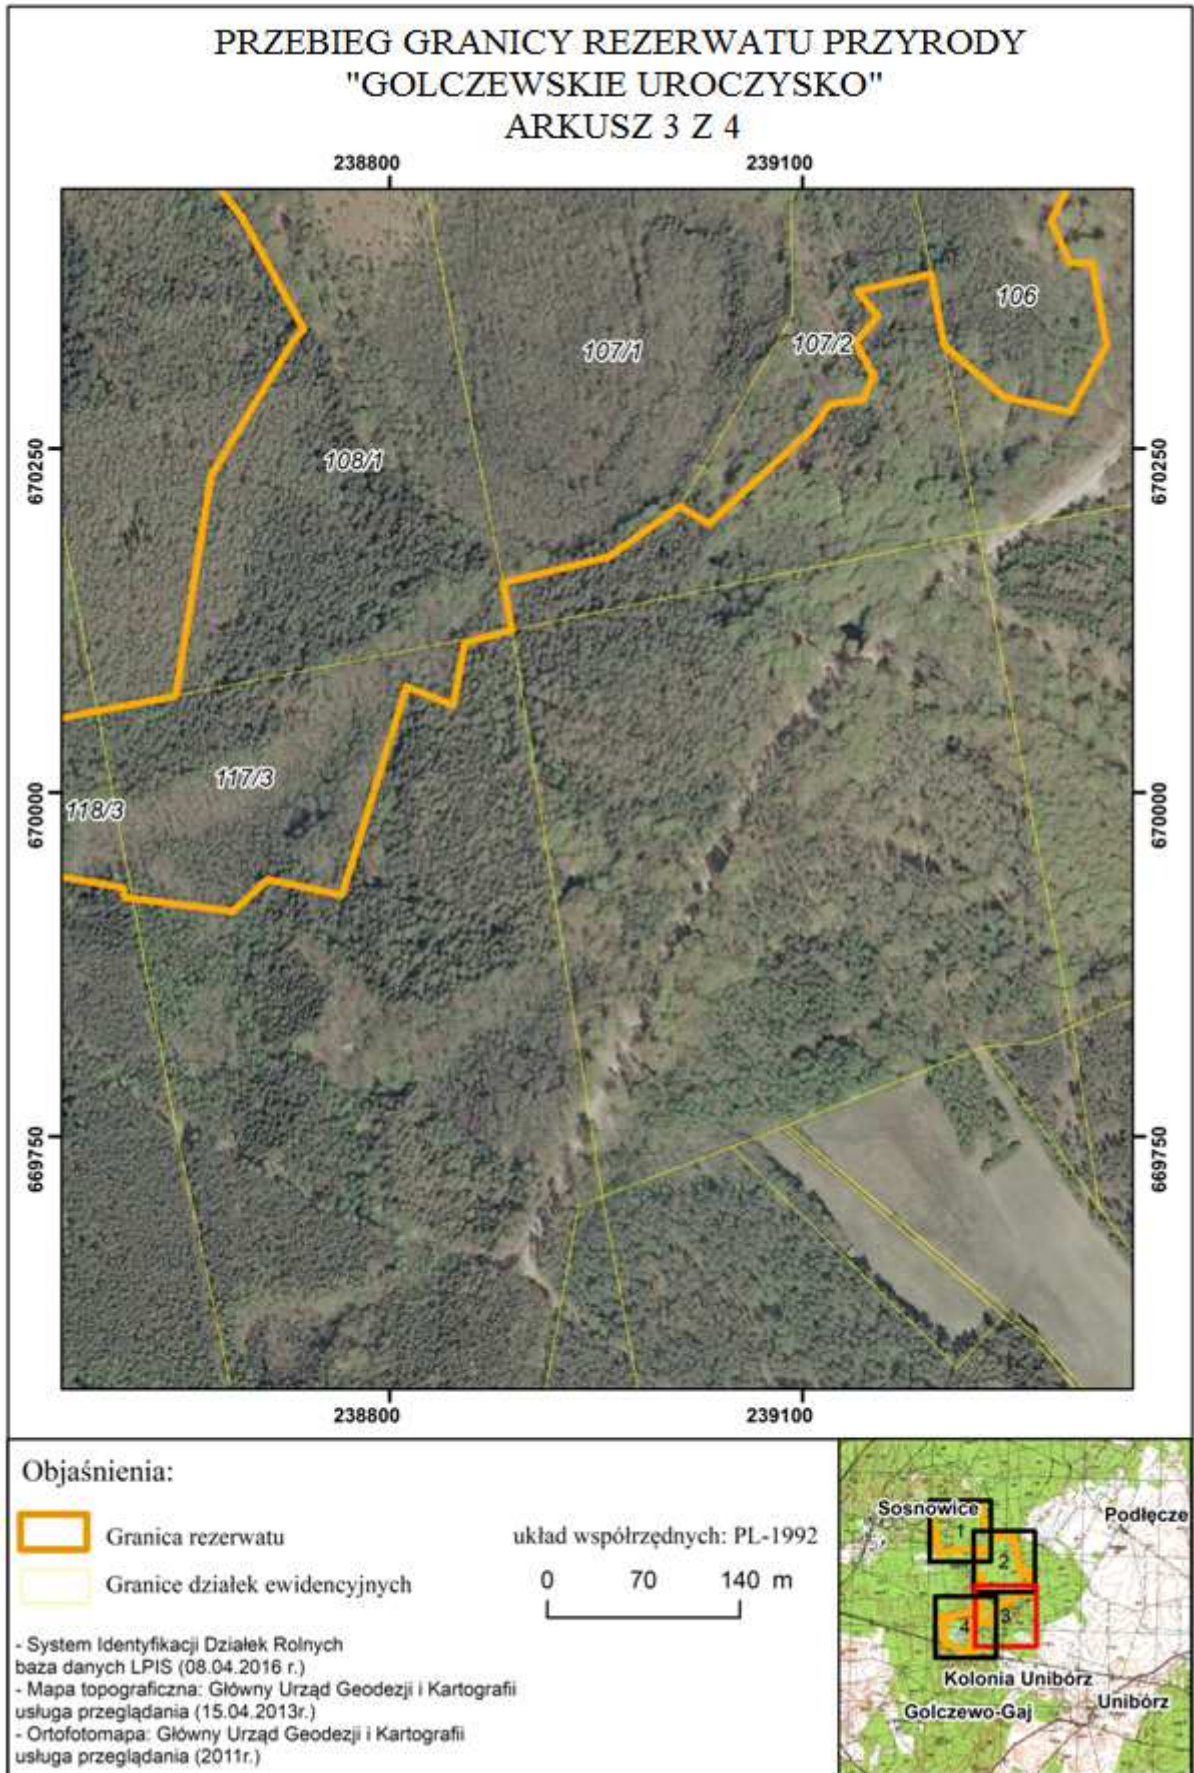 PRZEBIEG GRANICY REZERWATU PRZYRODY
"GOLCZEWSKIE UROCZYSKO"
ARKUSZ 3 Z 4
238800
239100
106
107/1
107/2
670250
670250
108/1
117/3
118/3
670000
670000
669750
669750
238800
239100
Objaśnienia:
Granica rezerwatu
Granice działek ewidencyjnych
układ współrzędnych: PL-1992
0 70 140 m
- System Identyfikacji Działek Rolnych
baza danych LPIS (08.04.2016 r.)
- Mapa topograficzna: Główny Urząd Geodezji i Kartografii
usługa przeglądania (15.04.2013r.)
- Ortofotomapa: Główny Urząd Geodezji i Kartografii
usługa przeglądania (2011r.)
Sosnowice
Podłęcze
1
2
3
4
Kolonia Unibórz
Unibórz
Golczewo-Gaj